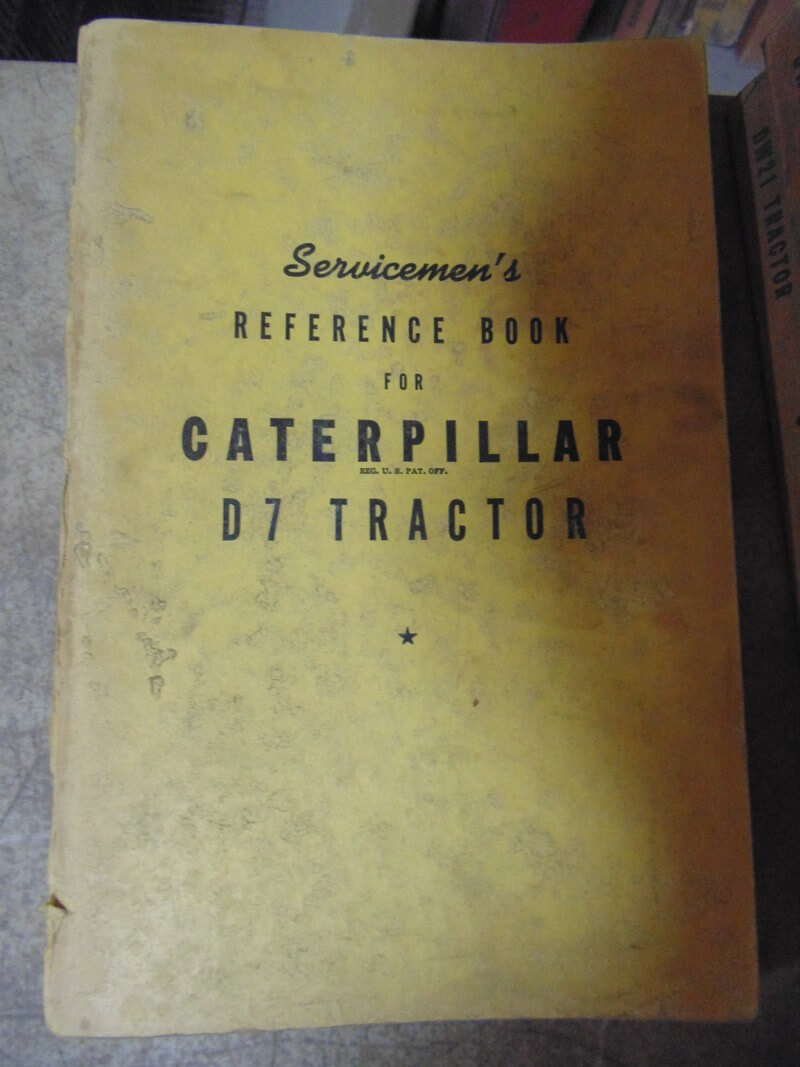 Servicemen's
REFERENCE BOOK
FOR
CATERPILLAR
REG. U. S. PAT. OFF.
D7 TRACTOR
★
DW21 TRACTOR